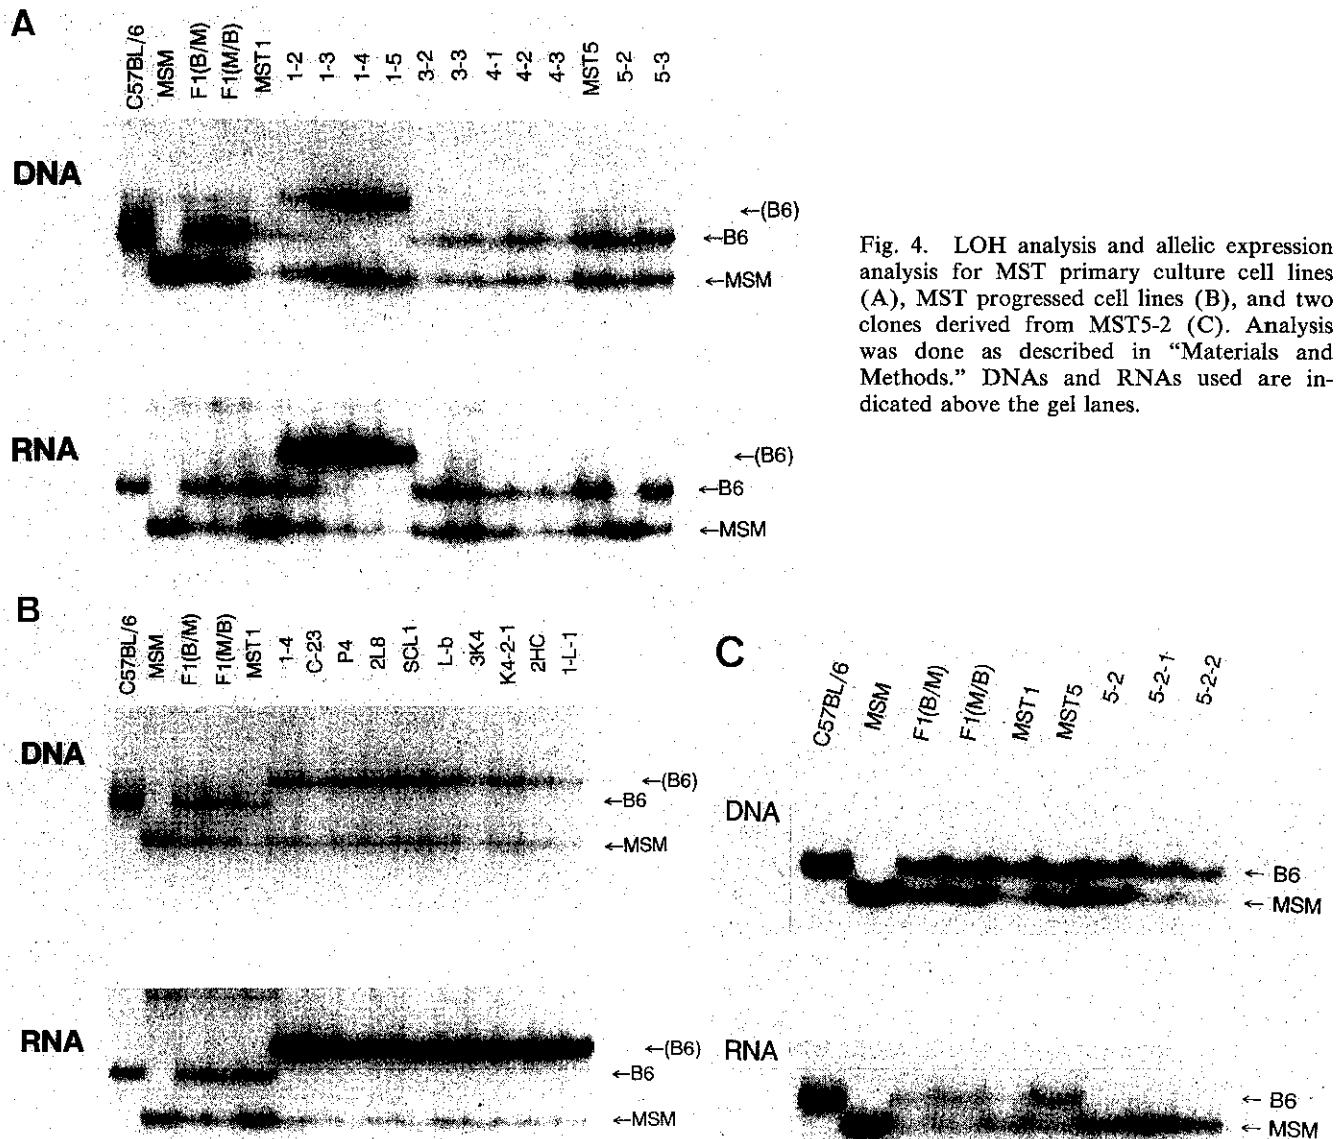 A
C57BL/6
MSM
F1(B/M)
F1(M/B)
MST1
1-2
1-3
1-4
1-5
3-2
3-3
4-1
4-2
4-3
MST5
5-2
5-3
DNA
←(B6)
←B6
←MSM
RNA
←(B6)
←B6
←MSM
Fig. 4. LOH analysis and allelic expression
analysis for MST primary culture cell lines
(A), MST progressed cell lines (B), and two
clones derived from MST5-2 (C). Analysis
was done as described in “Materials and
Methods.” DNAs and RNAs used are in-
dicated above the gel lanes.
B
C57BL/6
MSM
F1(B/M)
F1(M/B)
MST1
1-4
C-23
P4
2L8
SCL1
L-b
3K4
K4-2-1
2HC
1-L-1
DNA
←(B6)
←B6
←MSM
RNA
←(B6)
←B6
←MSM
C
C57BL/6
MSM
F1(B/M)
F1(M/B)
MST1
MST5
5-2
5-2-1
5-2-2
DNA
← B6
← MSM
RNA
← B6
← MSM